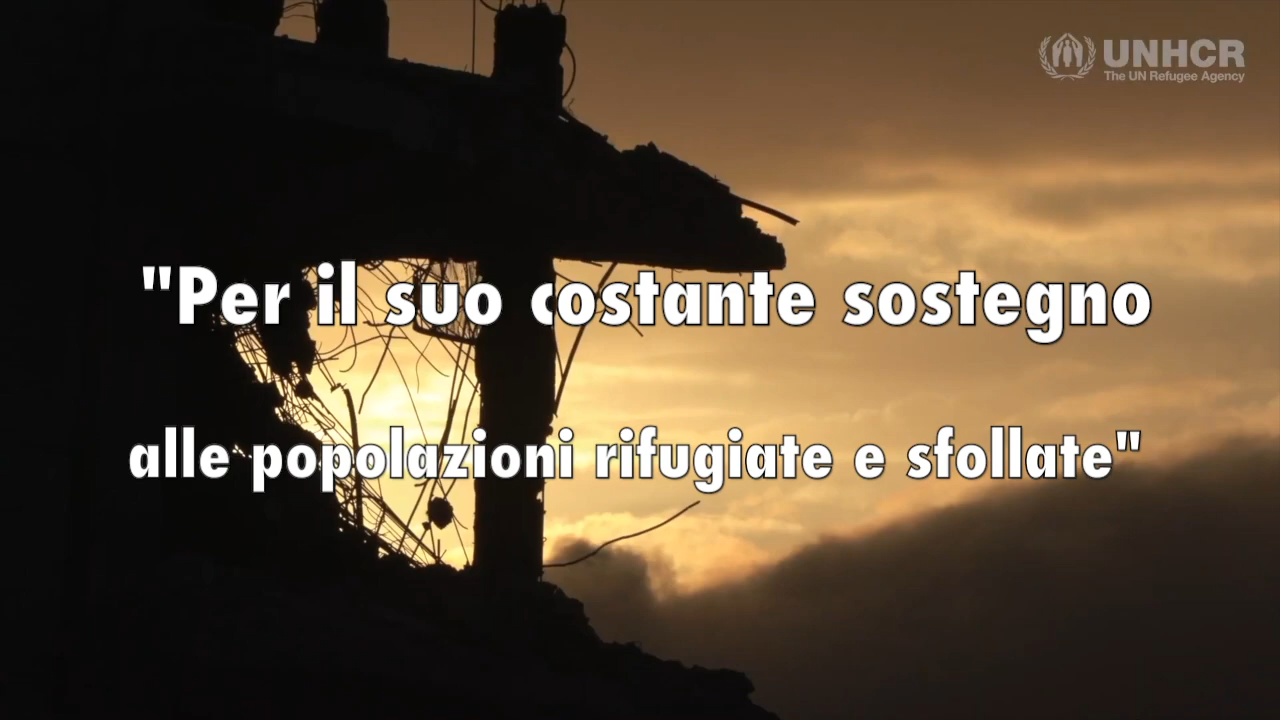 UNHCR
The UN Refugee Agency
"Per il suo costante sostegno
alle popolazioni rifugiate e sfollate"